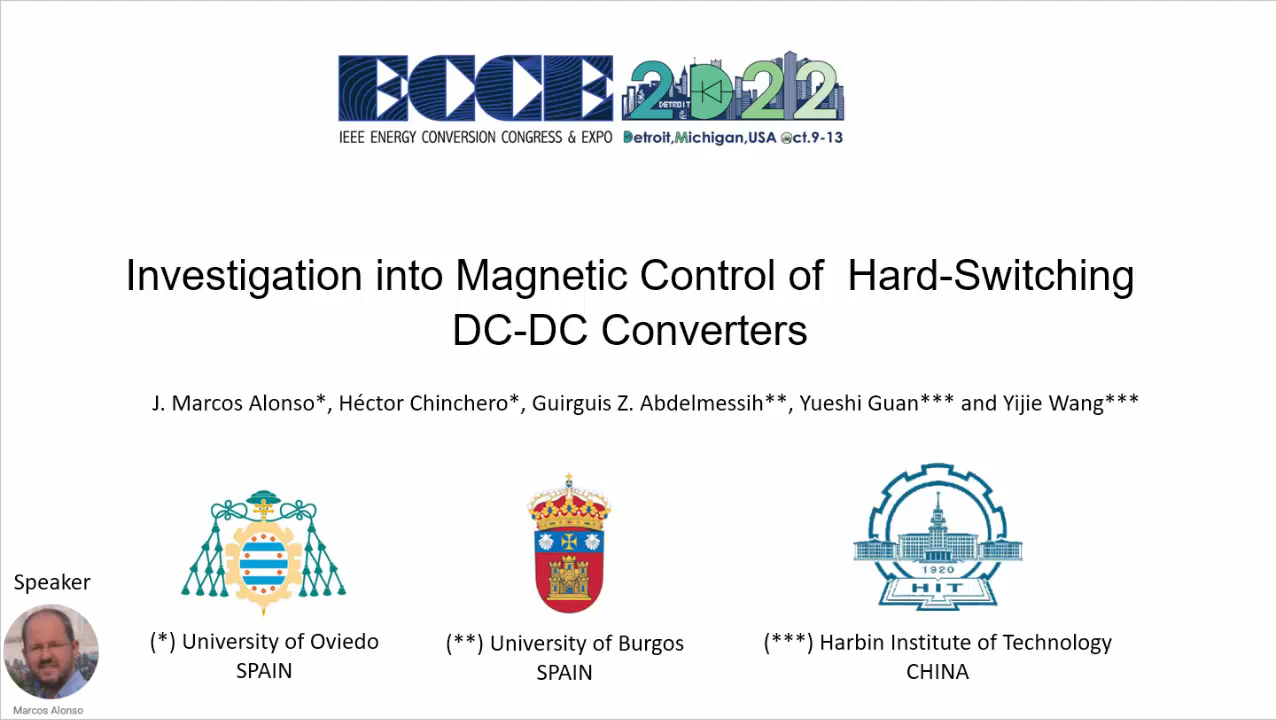 ECCE 2022
DETROIT
IEEE ENERGY CONVERSION CONGRESS & EXPO Detroit,Michigan,USA Oct.9-13
Investigation into Magnetic Control of Hard-Switching
DC-DC Converters
J. Marcos Alonso*, Héctor Chinchero*, Guirguis Z. Abdelmessih**, Yueshi Guan*** and Yijie Wang***
1920
HIT
Speaker
(*) University of Oviedo
SPAIN
(**) University of Burgos
SPAIN
(***) Harbin Institute of Technology
CHINA
Marcos Alonso